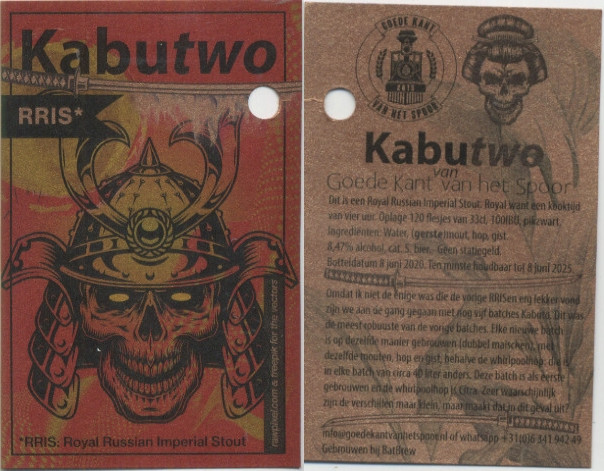 Kabutwo
RRIS*
rawpixel.com & freepik for the vectors
*RRIS: Royal Russian Imperial Stout
GOEDE KANT
2015
VAN HET SPOOR
Kabutwo
van
Goede Kant van het Spoor
Dit is een Royal Russian Imperial Stout. Royal want een kooktijd
van vier uur. Oplage 120 flesjes van 33cl. 100IBU, pikzwart.
Ingrediënten: Water, (gerste)mout, hop, gist.
8,47% alcohol, cat. S, bier. Geen statiegeld.
Botteldatum 8 juni 2020. Ten minste houdbaar tot 8 juni 2025.
Omdat ik niet de enige was die de vorige RRISen erg lekker vond
zijn we aan de gang gegaan met nog vijf batches Kabuto. Dit was
de meest robuuste van de vorige batches. Elke nieuwe batch
is op dezelfde manier gebrouwen (dubbel maischen), met
dezelfde mouten, hop en gist, behalve de whirlpoolhop: die is
in elke batch van circa 40 liter anders. Deze batch is als eerste
gebrouwen en de whirlpoolhop is Citra. Zeer waarschijnlijk
zijn de verschillen maar klein, maar maakt dat in dit geval uit?
info@goedekantvanhetspoor.nl of whatsapp +31(0)6 341 942 49
Gebrouwen bij Batbrew